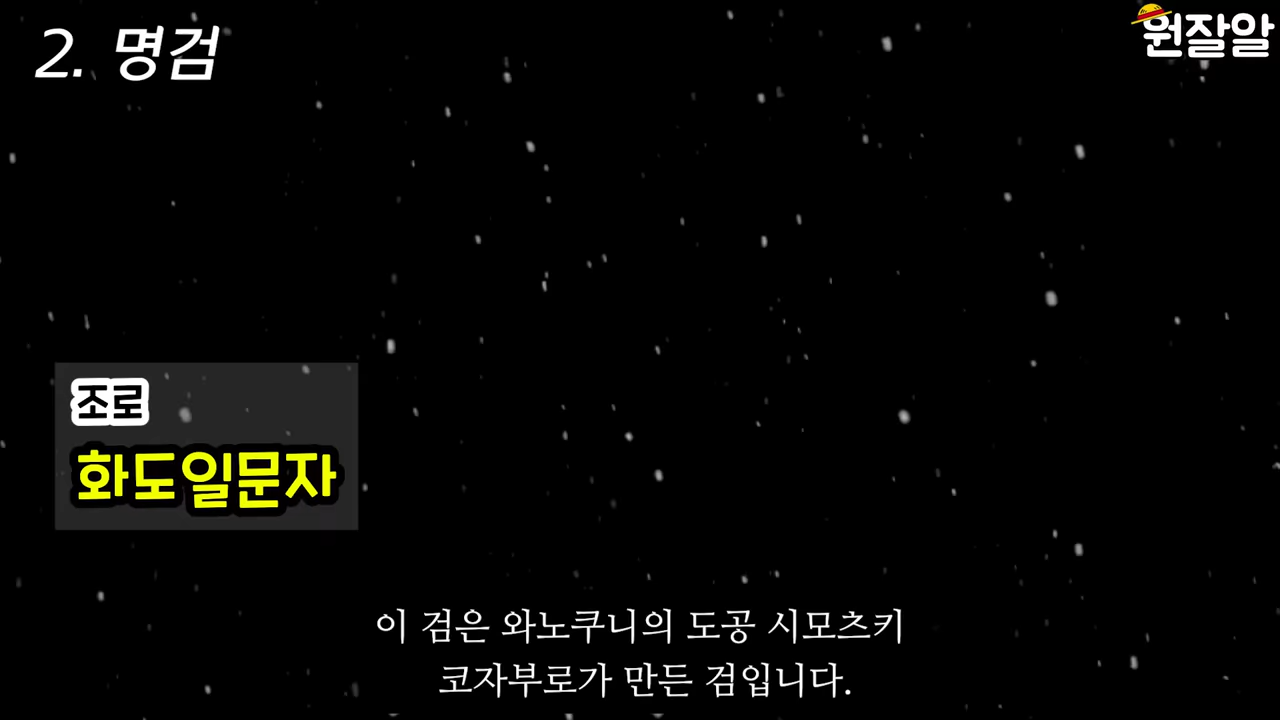 2. 명검
원잘알
조로
화도일문자
이 검은 와노쿠니의 도공 시모츠키
코자부로가 만든 검입니다.